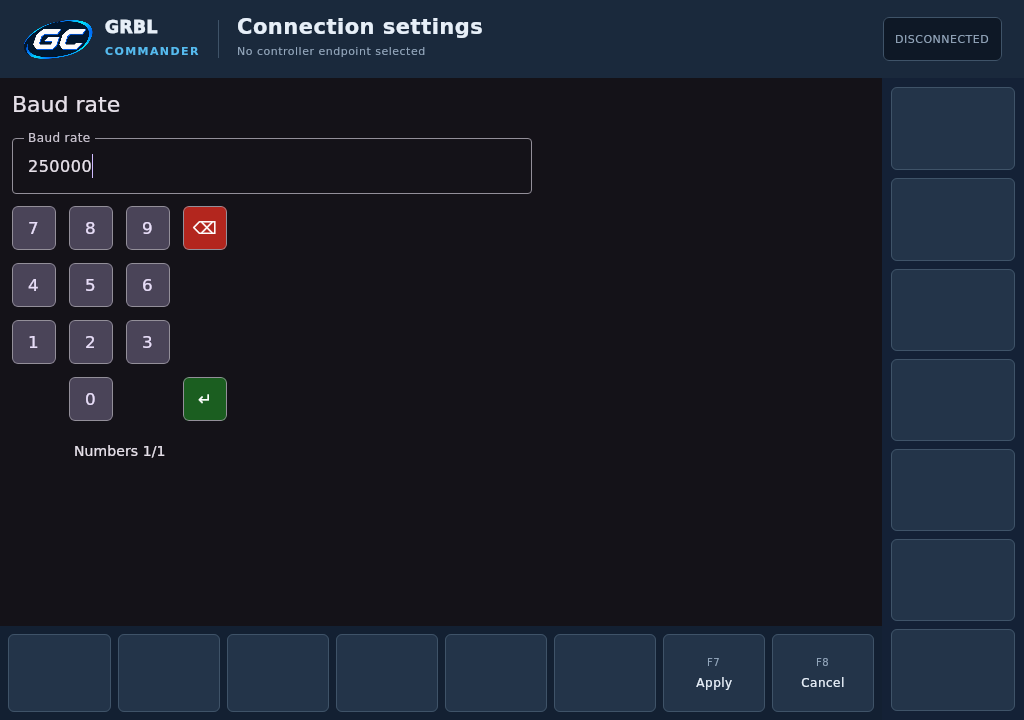 GC
GRBL
COMMANDER
Connection settings
No controller endpoint selected
DISCONNECTED
Baud rate
Baud rate
250000
7 8 9 ⌫
4 5 6
1 2 3
0 ↵
Numbers 1/1
F7
Apply
F8
Cancel